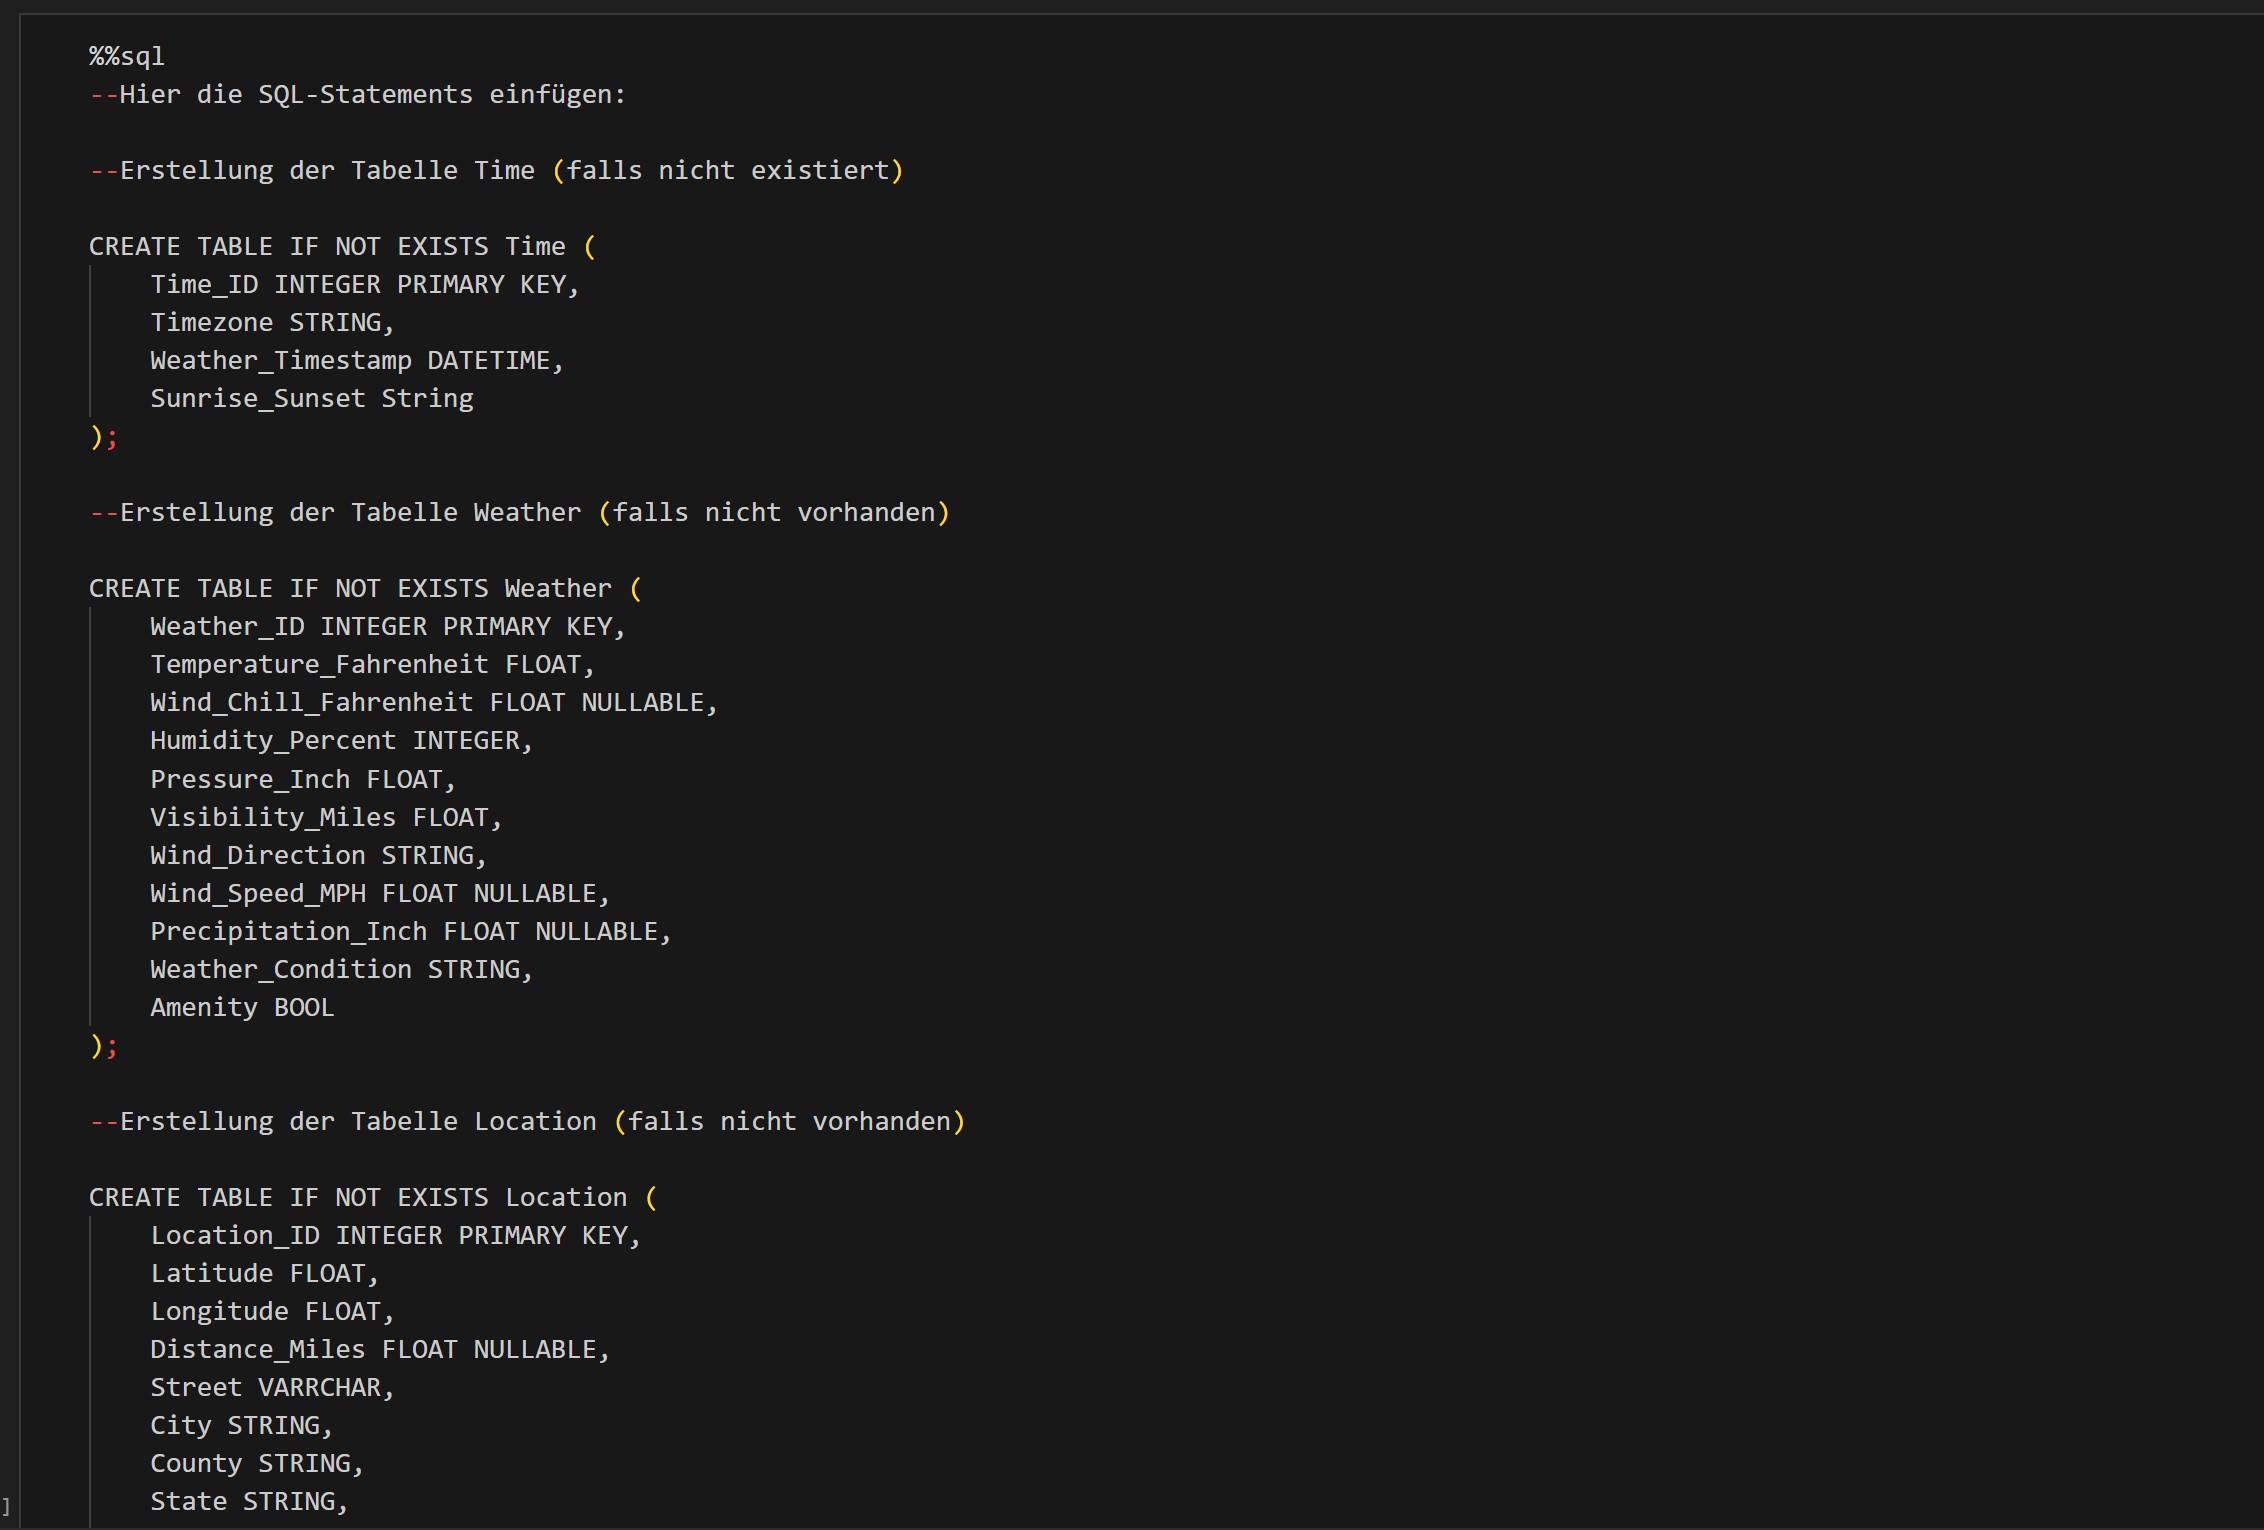 %%sql
--Hier die SQL-Statements einfügen:
--Erstellung der Tabelle Time (falls nicht existiert)
CREATE TABLE IF NOT EXISTS Time (
Time_ID INTEGER PRIMARY KEY,
Timezone STRING,
Weather_Timestamp DATETIME,
Sunrise_Sunset String
);
--Erstellung der Tabelle Weather (falls nicht vorhanden)
CREATE TABLE IF NOT EXISTS Weather (
Weather_ID INTEGER PRIMARY KEY,
Temperature_Fahrenheit FLOAT,
Wind_Chill_Fahrenheit FLOAT NULLABLE,
Humidity_Percent INTEGER,
Pressure_Inch FLOAT,
Visibility_Miles FLOAT,
Wind_Direction STRING,
Wind_Speed_MPH FLOAT NULLABLE,
Precipitation_Inch FLOAT NULLABLE,
Weather_Condition STRING,
Amenity BOOL
);
--Erstellung der Tabelle Location (falls nicht vorhanden)
CREATE TABLE IF NOT EXISTS Location (
Location_ID INTEGER PRIMARY KEY,
Latitude FLOAT,
Longitude FLOAT,
Distance_Miles FLOAT NULLABLE,
Street VARRCHAR,
City STRING,
County STRING,
State STRING,
]